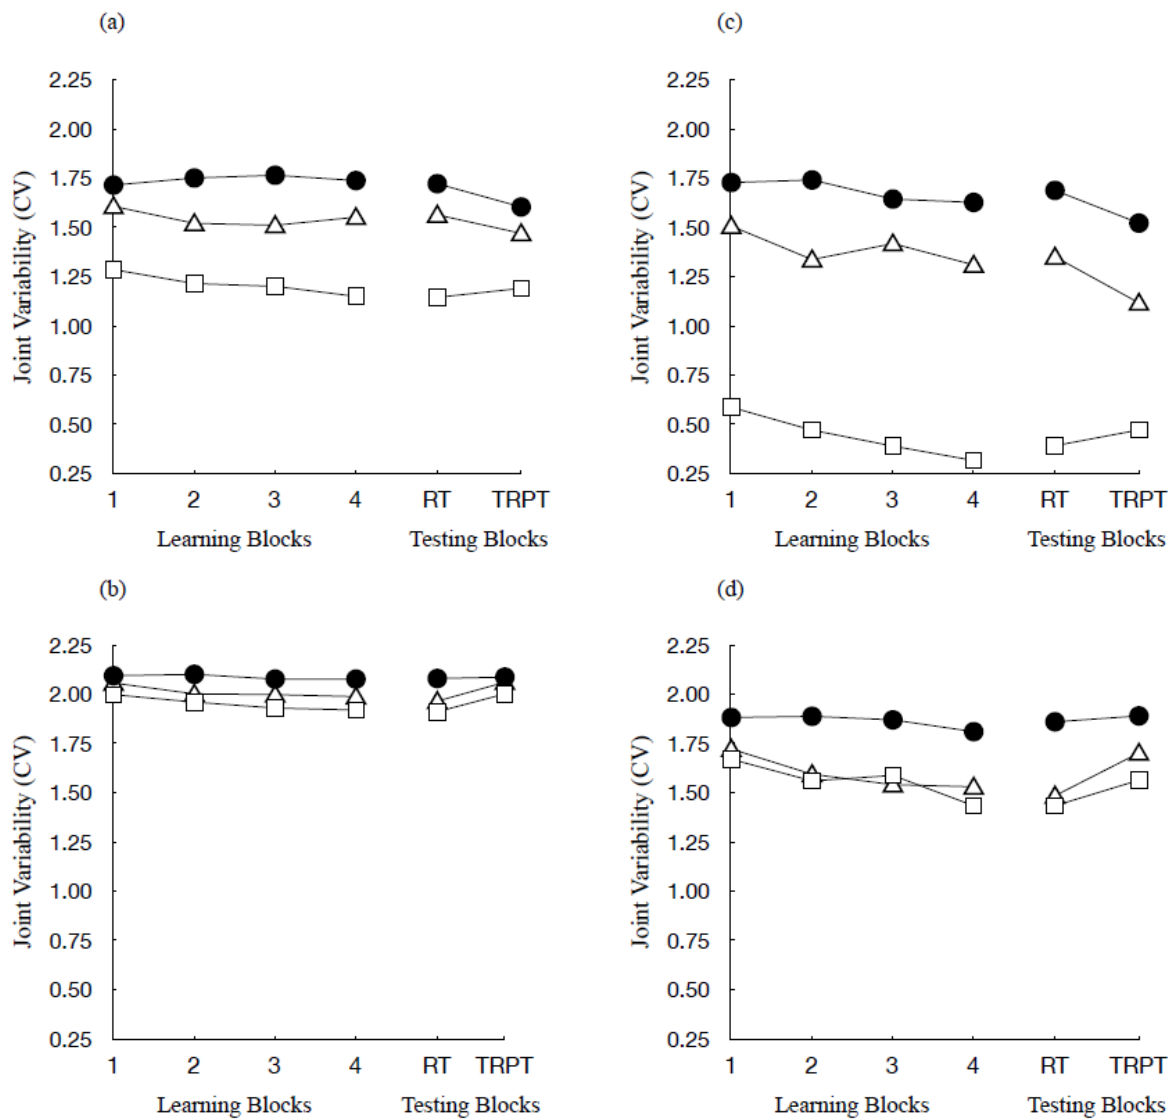 (a)
Joint Variability (CV)
2.25
2.00
1.75
1.50
1.25
1.00
0.75
0.50
0.25
1 2 3 4 RT TRPT
Learning Blocks Testing Blocks
(c)
Joint Variability (CV)
2.25
2.00
1.75
1.50
1.25
1.00
0.75
0.50
0.25
1 2 3 4 RT TRPT
Learning Blocks Testing Blocks
(b)
Joint Variability (CV)
2.25
2.00
1.75
1.50
1.25
1.00
0.75
0.50
0.25
1 2 3 4 RT TRPT
Learning Blocks Testing Blocks
(d)
Joint Variability (CV)
2.25
2.00
1.75
1.50
1.25
1.00
0.75
0.50
0.25
1 2 3 4 RT TRPT
Learning Blocks Testing Blocks